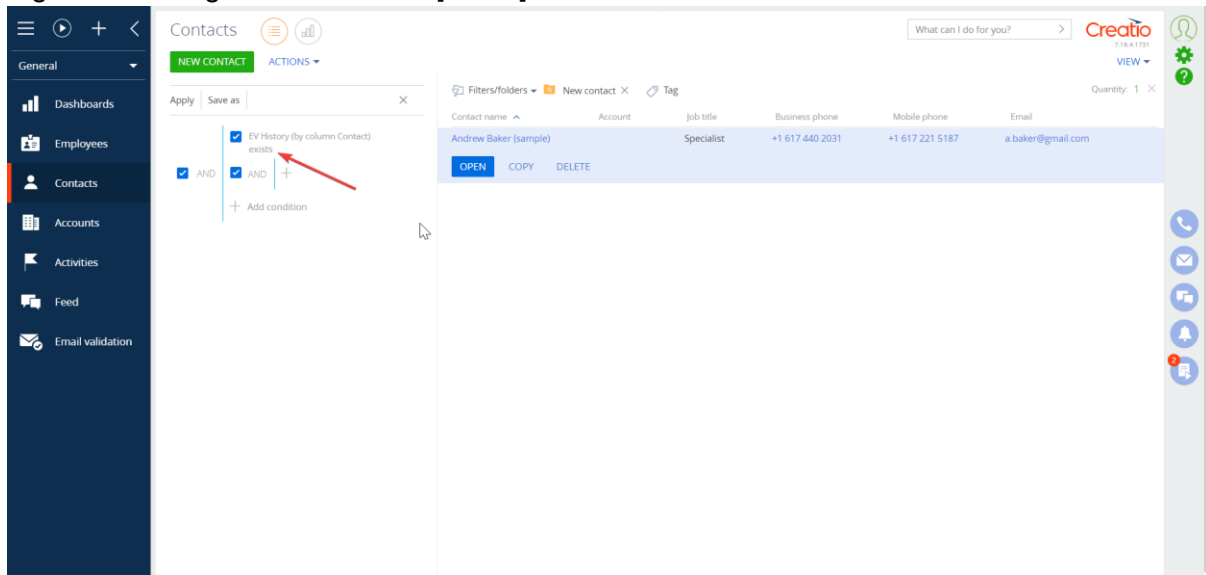 Contacts
What can I do for you?
Creatio
7.18.4.1731
General
NEW CONTACT
ACTIONS
VIEW
Dashboards
Employees
Contacts
Accounts
Activities
Feed
Email validation
Apply
Save as
EV History (by column Contact)
exists
AND
AND
Add condition
Filters/folders
New contact
Tag
Quantity: 1
Contact name Account Job title Business phone Mobile phone Email
Andrew Baker (sample) Specialist +1 617 440 2031 +1 617 221 5187 a.baker@gmail.com
OPEN COPY DELETE
2